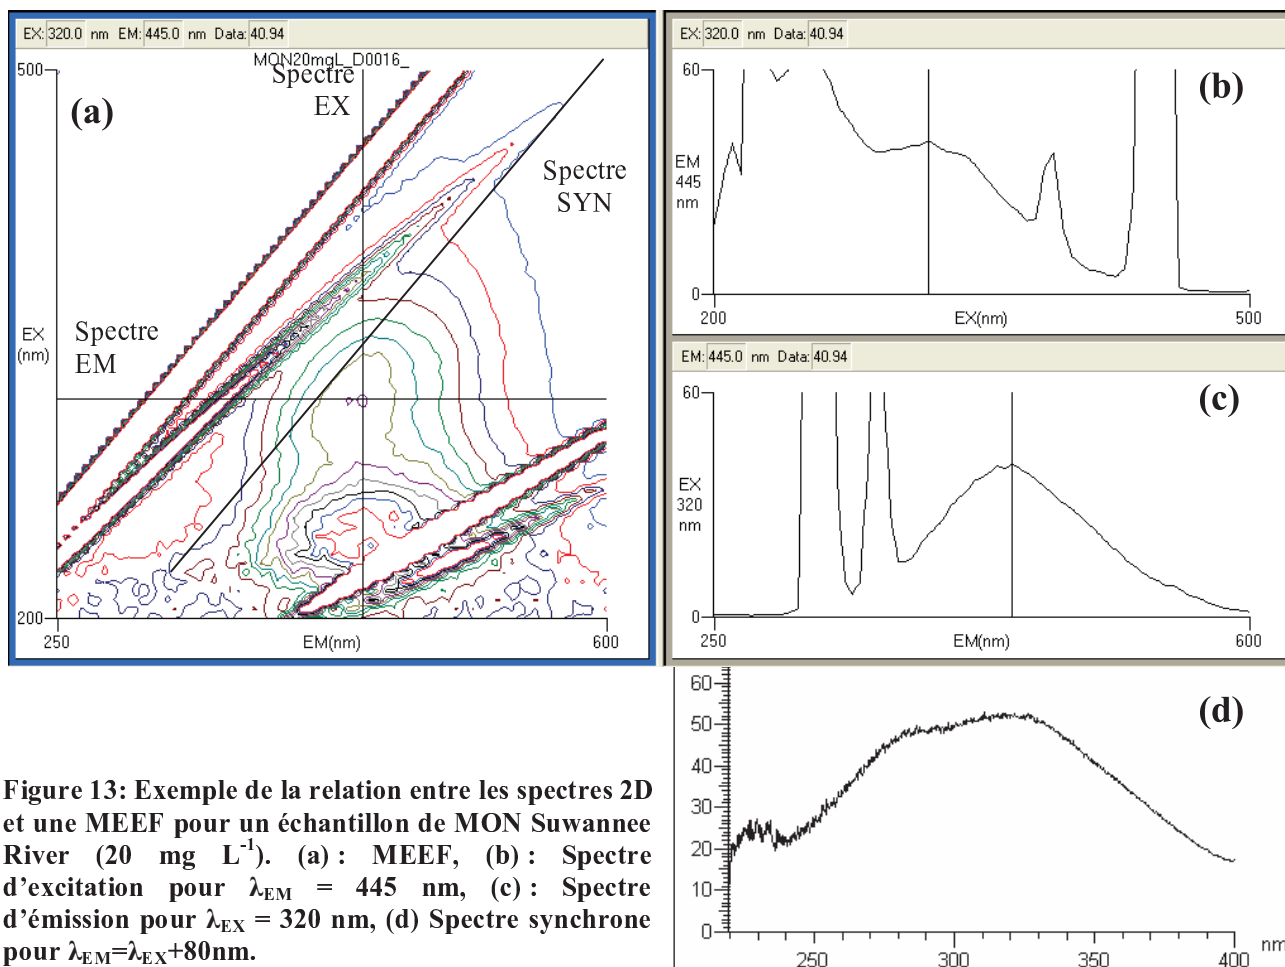 EX: 320.0 nm EM: 445.0 nm Data: 40.94
MON20mgL_D0016_
500
Spectre
EX
(a)
Spectre
SYN
EX
(nm)
Spectre
EM
200
250
EM(nm)
600
EX: 320.0 nm Data: 40.94
60
(b)
EM
445
nm
0
200
EX(nm)
500
EM: 445.0 nm Data: 40.94
60
(c)
EX
320
nm
0
250
EM(nm)
600
60
50
40
30
20
10
0
(d)
250
300
350
400
nm
Figure 13: Exemple de la relation entre les spectres 2D
et une MEEF pour un échantillon de MON Suwannee
River (20 mg L⁻¹). (a) : MEEF, (b) : Spectre
d'excitation pour λEM = 445 nm, (c) : Spectre
d'émission pour λEX = 320 nm, (d) Spectre synchrone
pour λEM=λEX+80nm.